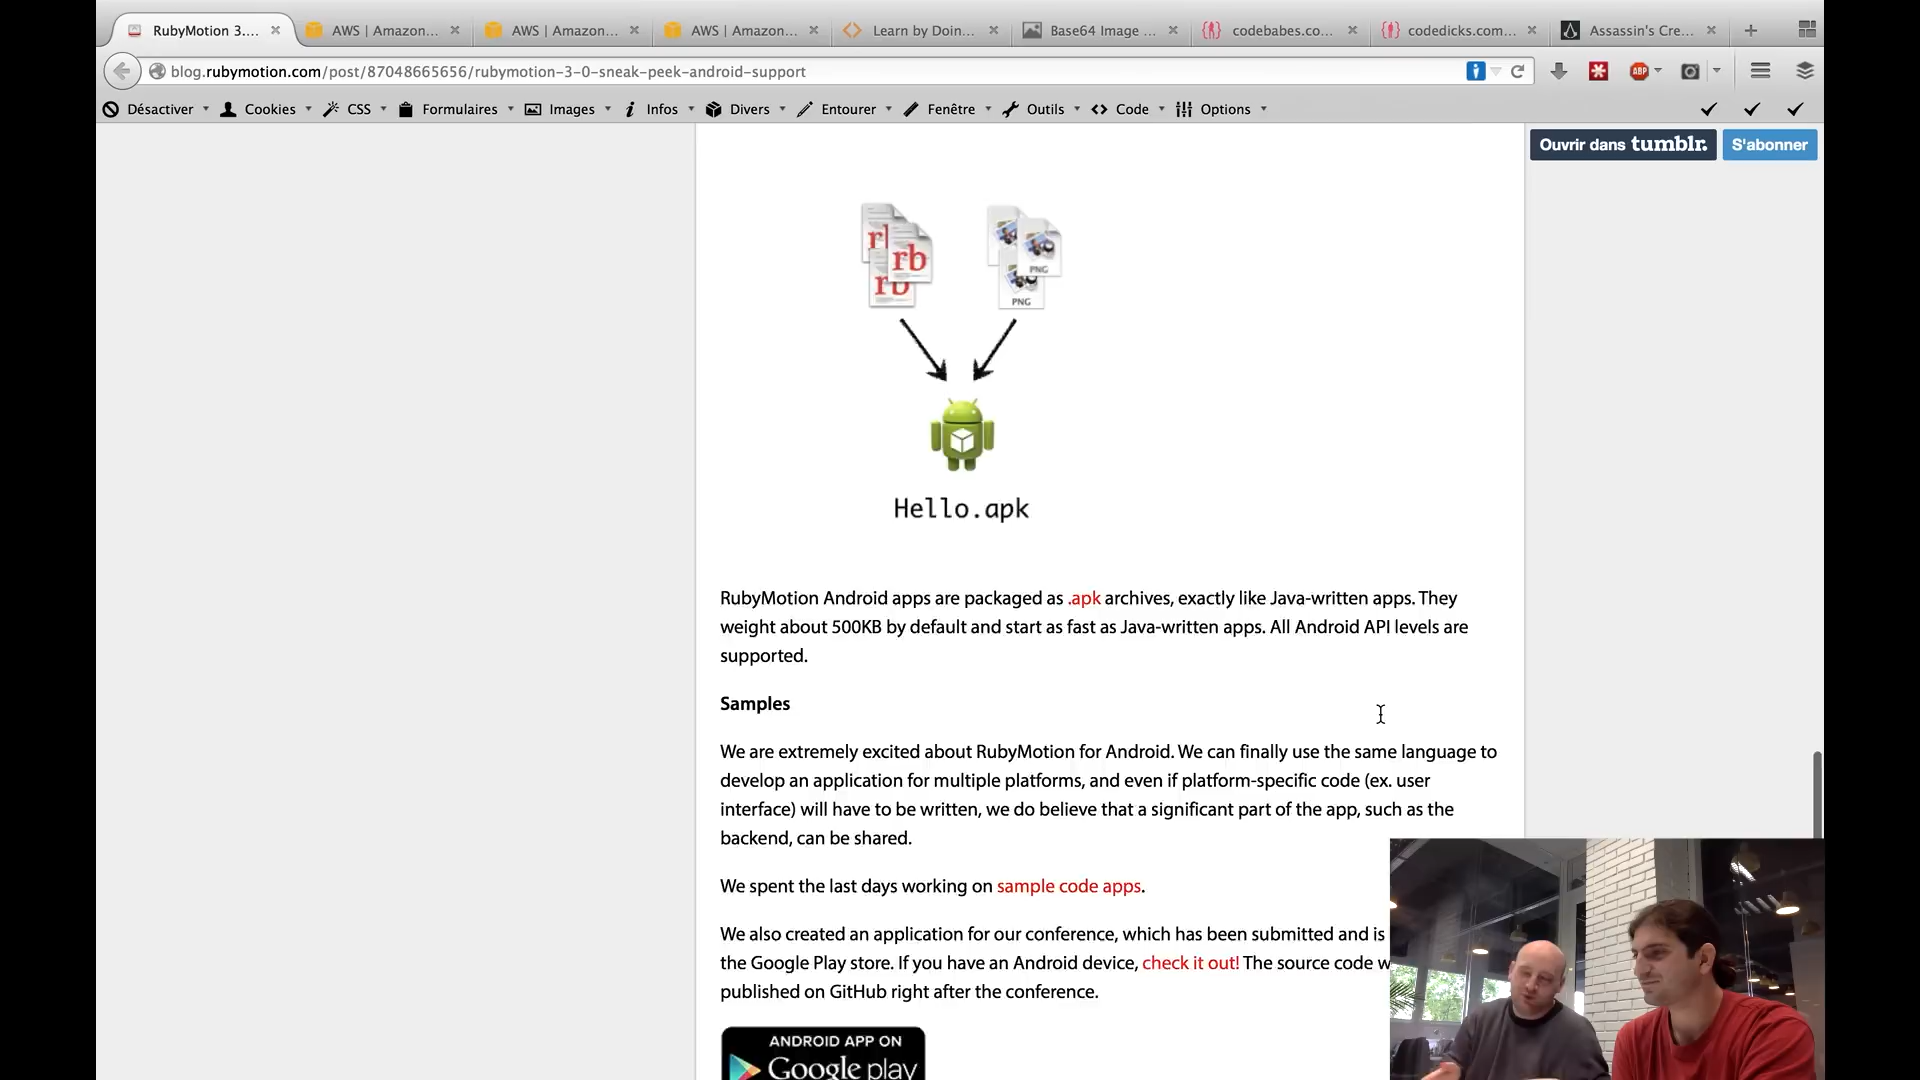 RubyMotion 3....
AWS | Amazon...
AWS | Amazon...
AWS | Amazon...
Learn by Doin...
Base64 Image ...
codebabes.co...
codedicks.com...
Assassin's Cre...
blog.rubymotion.com/post/87048665656/rubymotion-3-0-sneak-peek-android-support
ABP
Désactiver
Cookies
CSS
Formulaires
Images
Infos
Divers
Entourer
Fenêtre
Outils
Code
Options
Ouvrir dans tumblr.
S'abonner
rb
rb
PNG
PNG
Hello.apk
RubyMotion Android apps are packaged as .apk archives, exactly like Java-written apps. They
weight about 500KB by default and start as fast as Java-written apps. All Android API levels are
supported.
Samples
We are extremely excited about RubyMotion for Android. We can finally use the same language to
develop an application for multiple platforms, and even if platform-specific code (ex. user
interface) will have to be written, we do believe that a significant part of the app, such as the
backend, can be shared.
We spent the last days working on sample code apps.
We also created an application for our conference, which has been submitted and is
the Google Play store. If you have an Android device, check it out! The source code w
published on GitHub right after the conference.
ANDROID APP ON
Google play